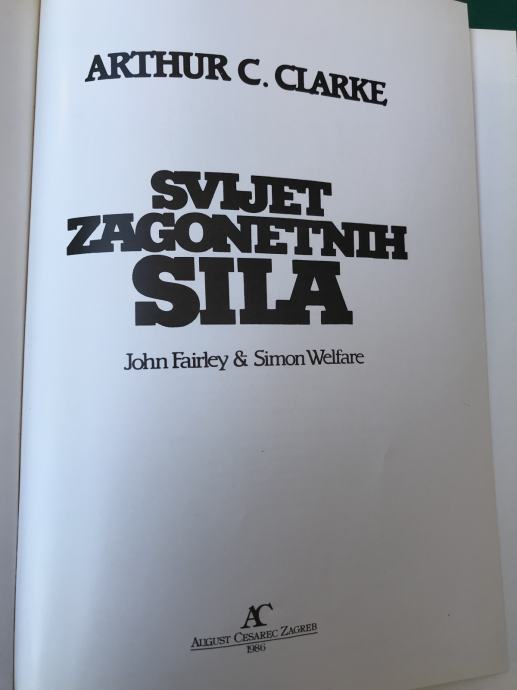 ARTHUR C. CLARKE
SVIJET
ZAGONETNIH
SILA
John Fairley & Simon Welfare
AC
AUGUST CESAREC ZAGREB
1986